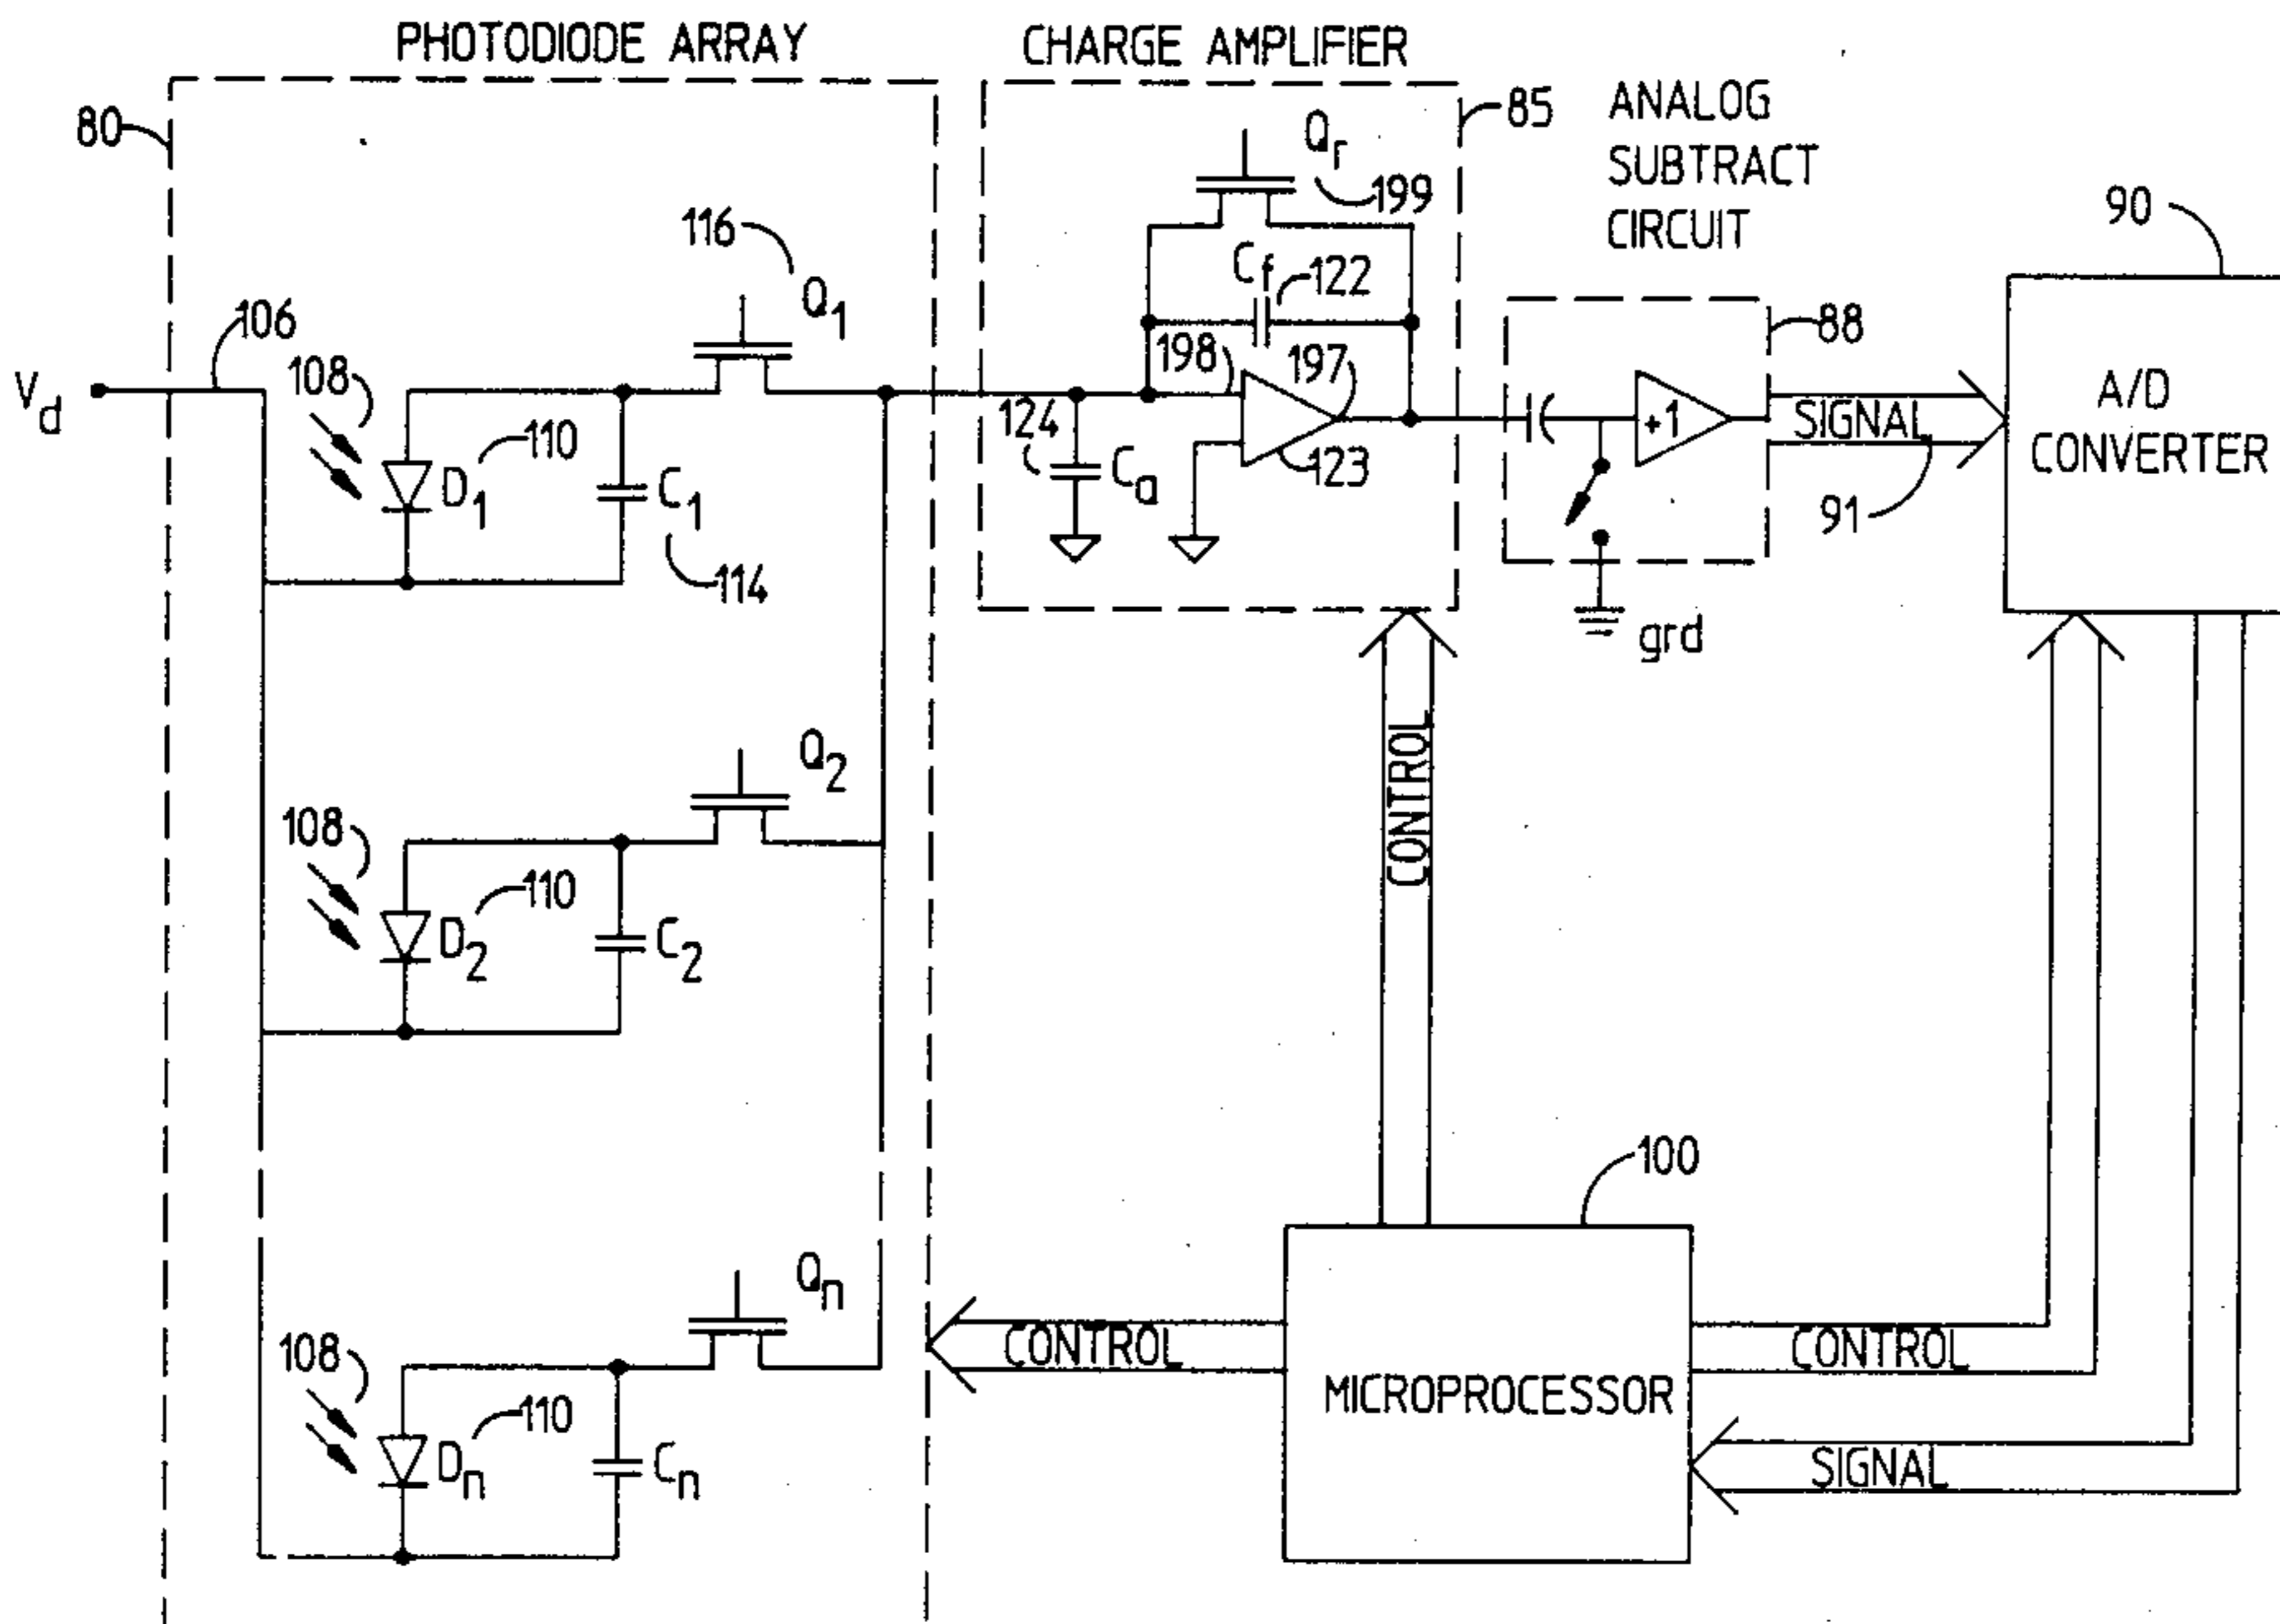 PHOTODIODE ARRAY
CHARGE AMPLIFIER
ANALOG
SUBTRACT
CIRCUIT
80
85
90
Qr
199
116
Q1
Cf
122
88
106
108
198
197
Vd
124
+1
SIGNAL
A/D
CONVERTER
110
D1
C1
Ca
123
91
114
grd
Q2
CONTROL
108
110
D2
C2
100
Qn
108
CONTROL
CONTROL
MICROPROCESSOR
110
Dn
Cn
SIGNAL